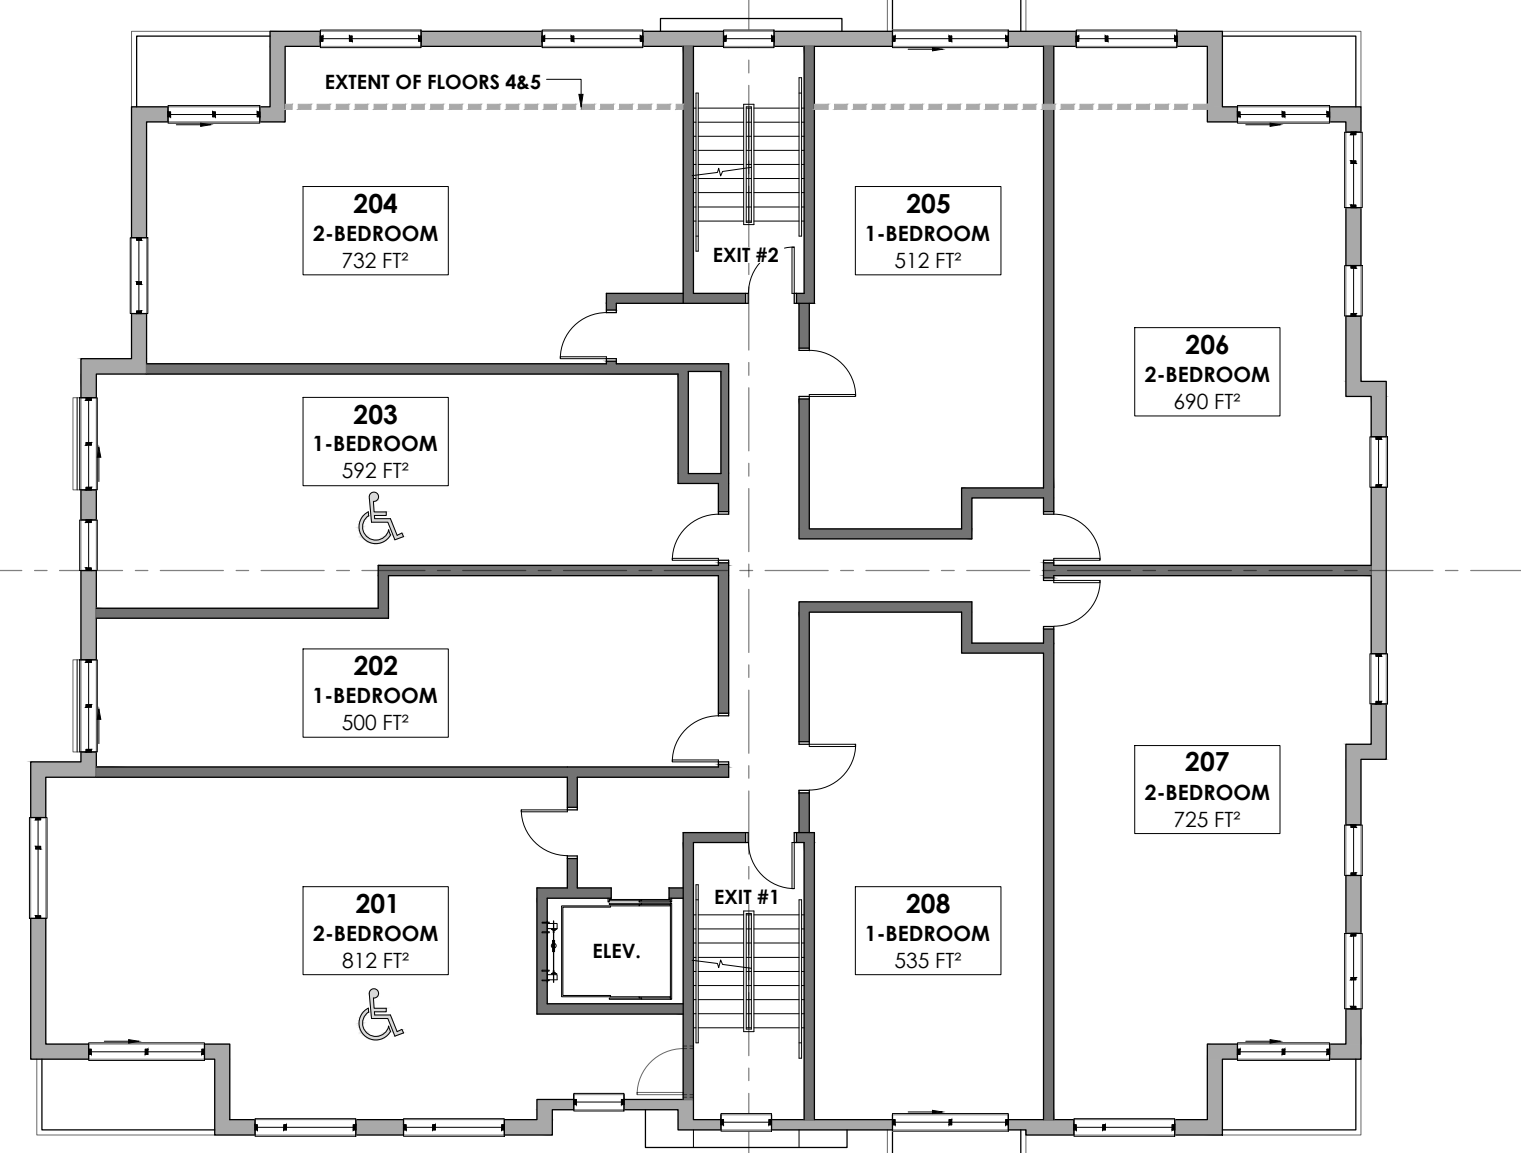 EXTENT OF FLOORS 4&5
204
2-BEDROOM
732 FT²
EXIT #2
205
1-BEDROOM
512 FT²
206
2-BEDROOM
690 FT²
203
1-BEDROOM
592 FT²
202
1-BEDROOM
500 FT²
207
2-BEDROOM
725 FT²
201
2-BEDROOM
812 FT²
ELEV.
EXIT #1
208
1-BEDROOM
535 FT²